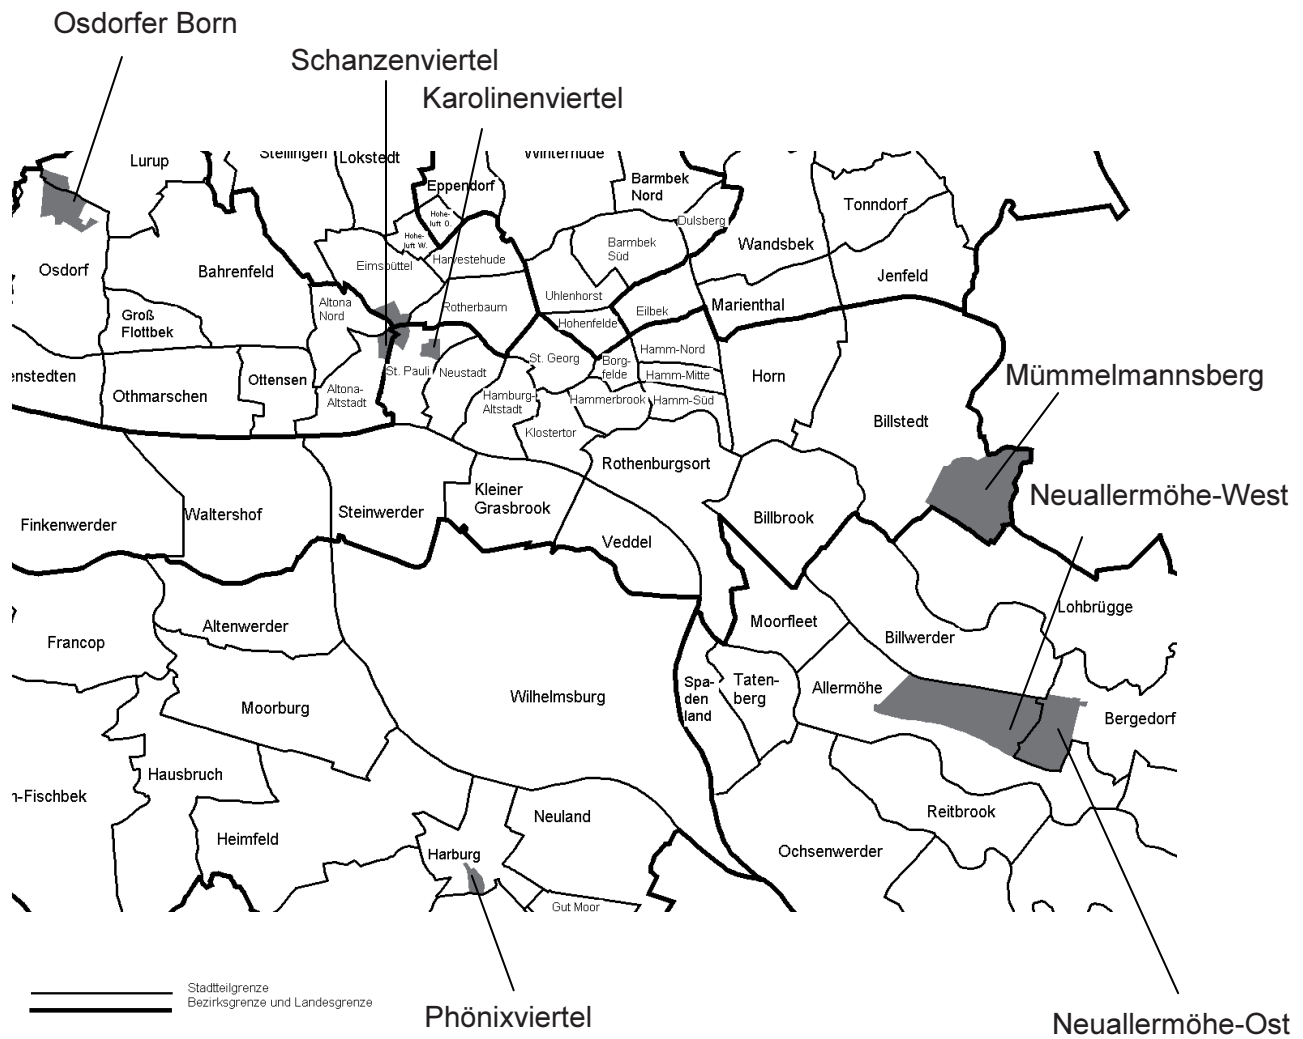 Osdorfer Born
Schanzenviertel
Karolinenviertel
Lurup
Stellingen
Lokstedt
Winterhude
Eppendorf
Barmbek
Nord
Hohe-
luft O.
Hohe-
luft W.
Dulsberg
Tonndorf
Wandsbek
Osdorf
Bahrenfeld
Eimsbüttel
Harvestehude
Barmbek
Süd
Jenfeld
Altona
Nord
Rotherbaum
Uhlenhorst
Eilbek
Marienthal
Groß
Flottbek
Hohenfelde
enstedten
Othmarschen
Ottensen
Altona-
Altstadt
St. Pauli
Neustadt
St. Georg
Borg-
felde
Hamm-Nord
Hamm-Mitte
Hamm-Süd
Horn
Mümmelmannsberg
Hamburg-
Altstadt
Hammerbrook
Klostertor
Billstedt
Rothenburgsort
Neuallermöhe-West
Finkenwerder
Waltershof
Steinwerder
Kleiner
Grasbrook
Veddel
Billbrook
Lohbrügge
Francop
Altenwerder
Moorfleet
Billwerder
Moorburg
Wilhelmsburg
Spa-
den
land
Taten-
berg
Allermöhe
Bergedorf
Hausbruch
n-Fischbek
Heimfeld
Neuland
Reitbrook
Harburg
Ochsenwerder
Gut Moor
Stadtteilgrenze
Bezirksgrenze und Landesgrenze
Phönixviertel
Neuallermöhe-Ost